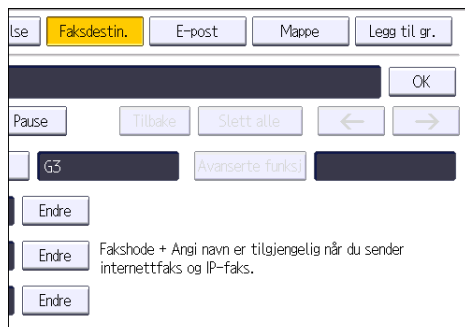 lse Faksdestin. E-post Mappe Legg til gr.
OK
Pause Tilbake Slett alle ← →
G3 Avanserte funksj
Endre
Endre Fakshode + Angi navn er tilgjengelig når du sender
internettfaks og IP-faks.
Endre